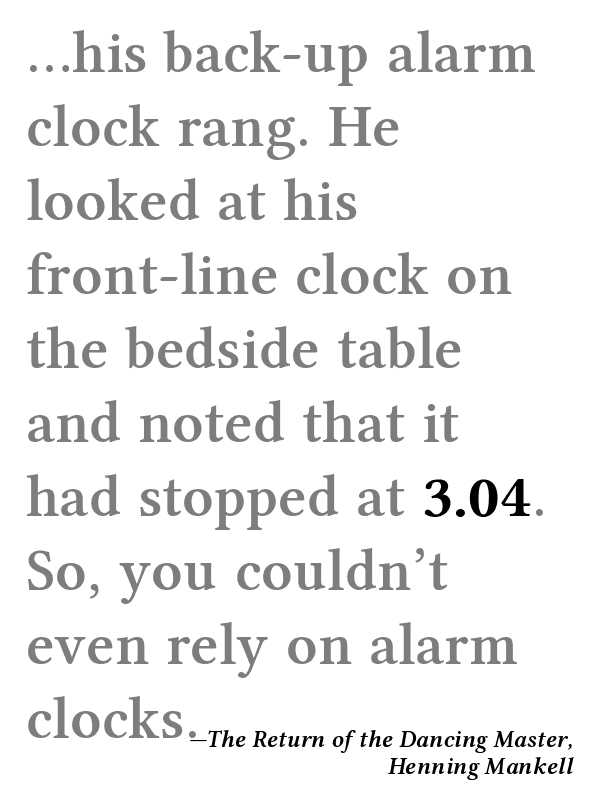 …his back-up alarm
clock rang. He
looked at his
front-line clock on
the bedside table
and noted that it
had stopped at 3.04.
So, you couldn’t
even rely on alarm
clocks.
—The Return of the Dancing Master,
Henning Mankell